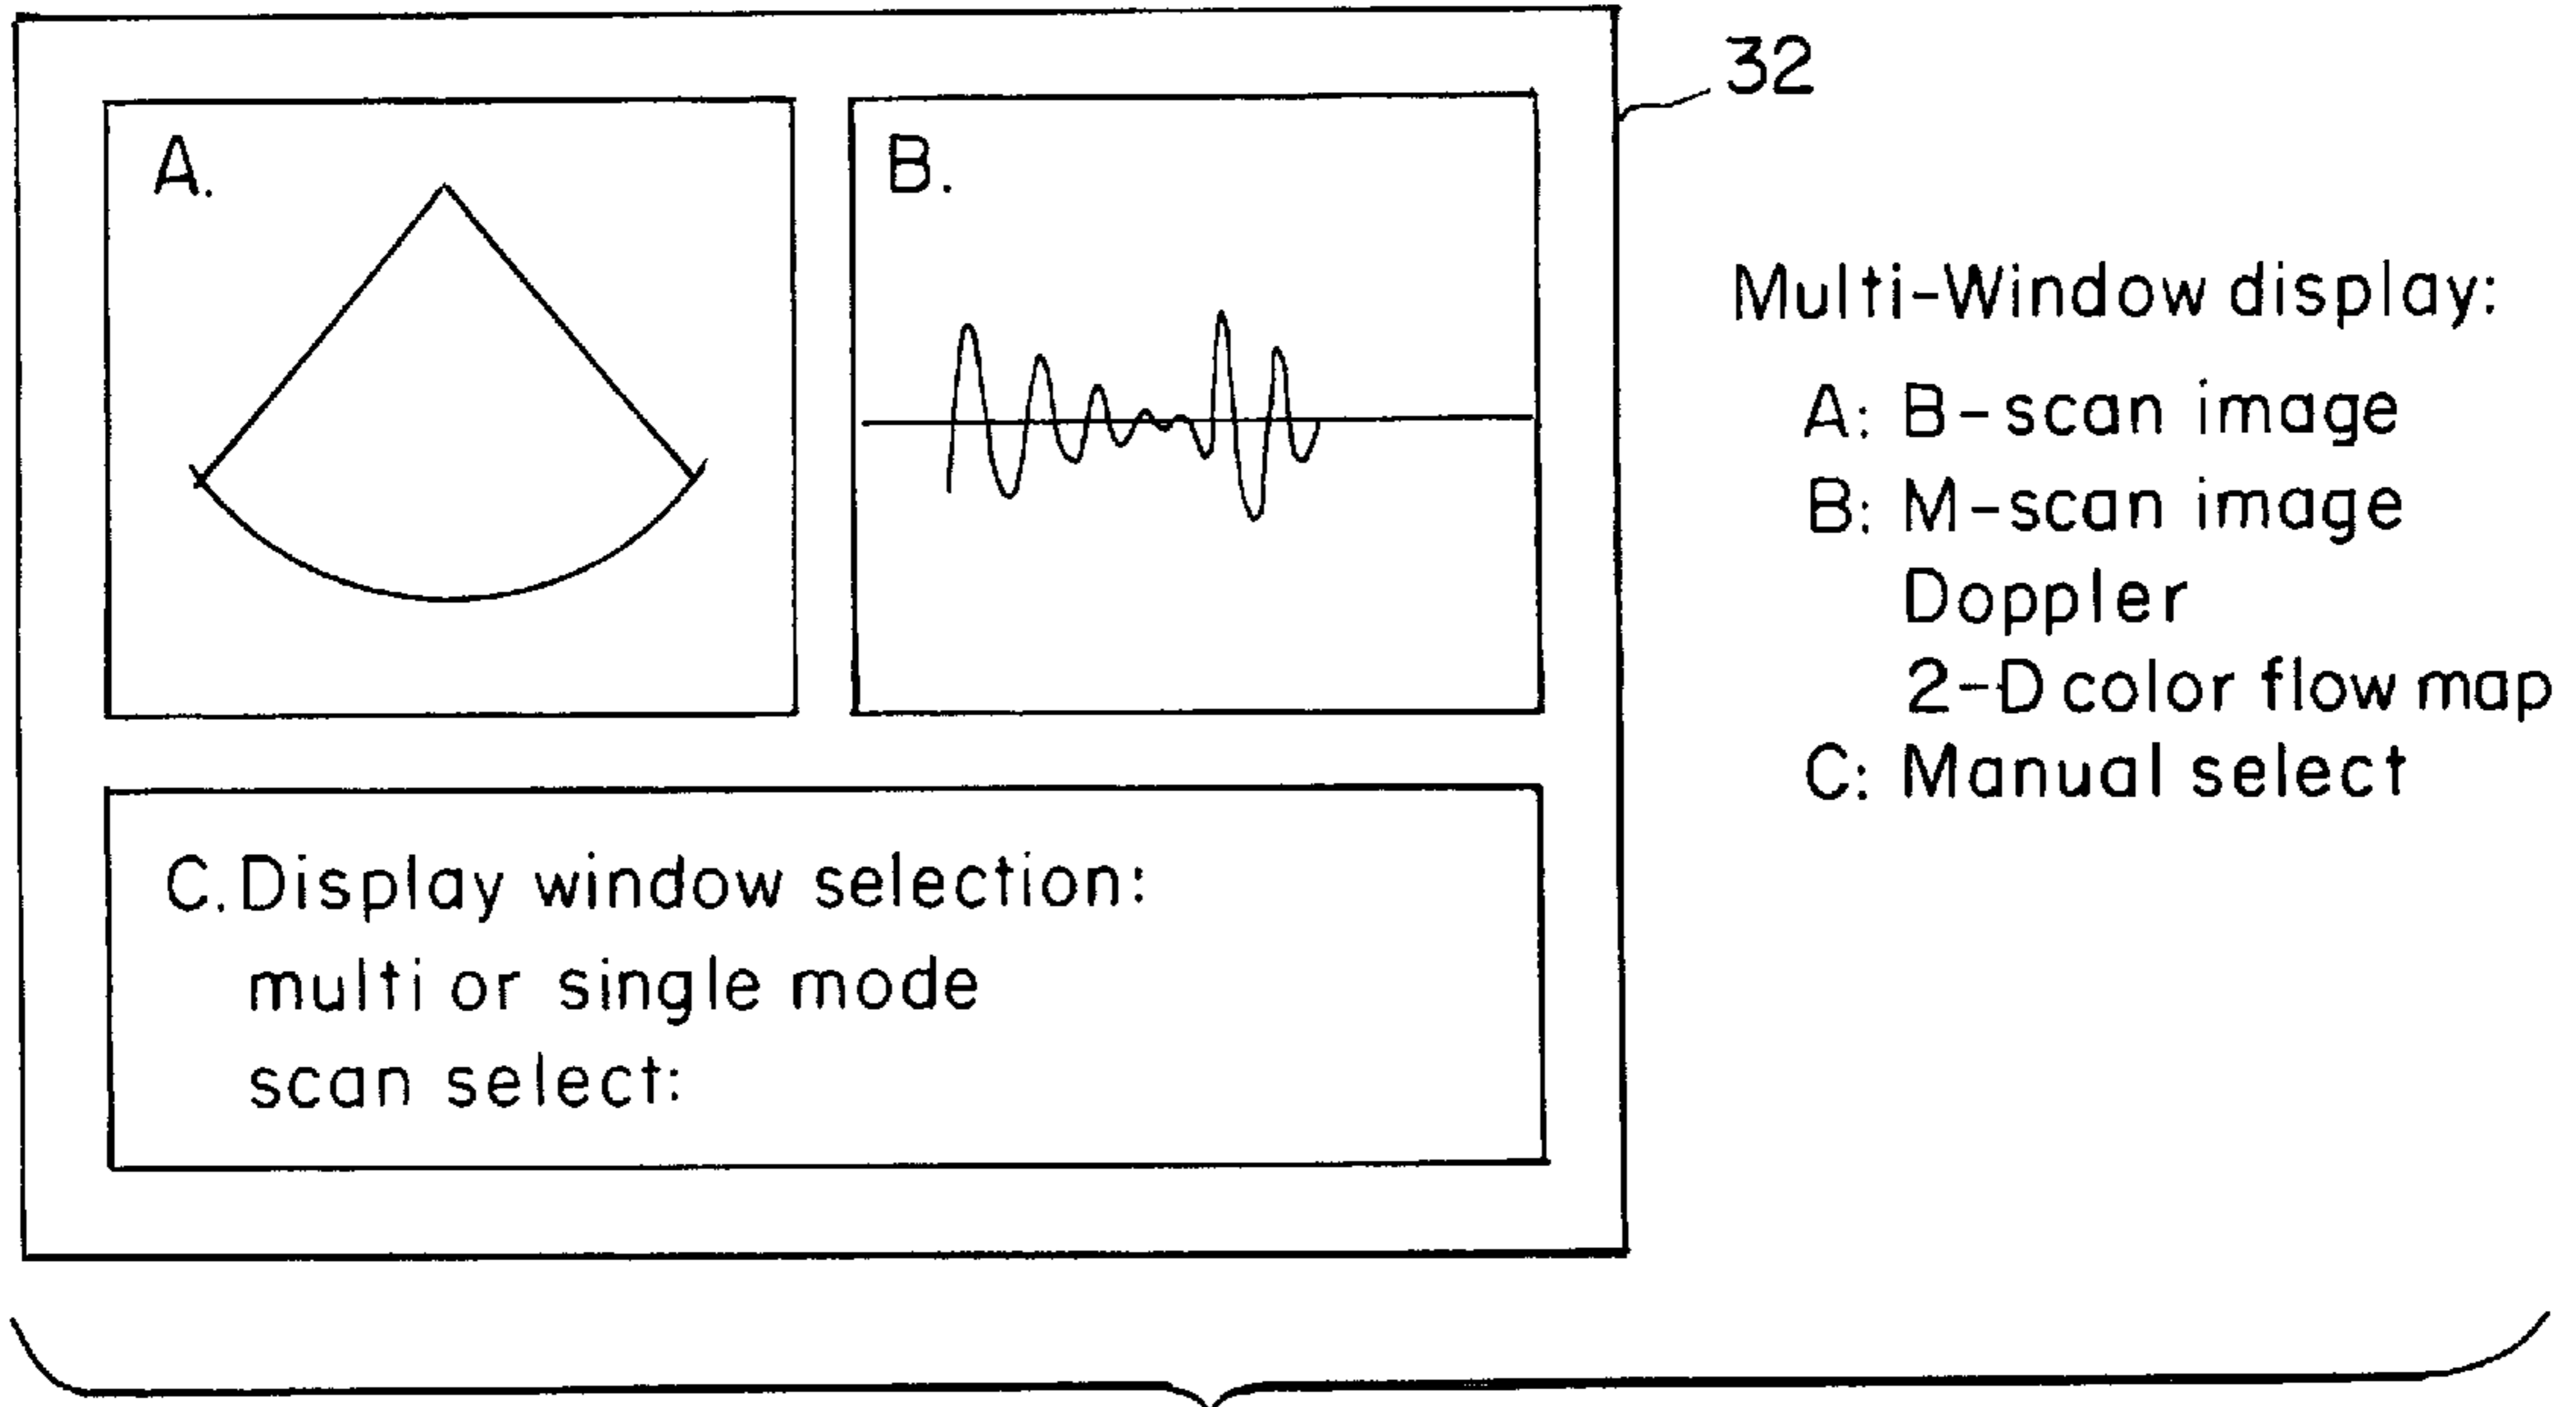 A.
B.
32
Multi-Window display:
A: B-scan image
B: M-scan image
Doppler
2-D color flow map
C: Manual select
C. Display window selection:
multi or single mode
scan select: